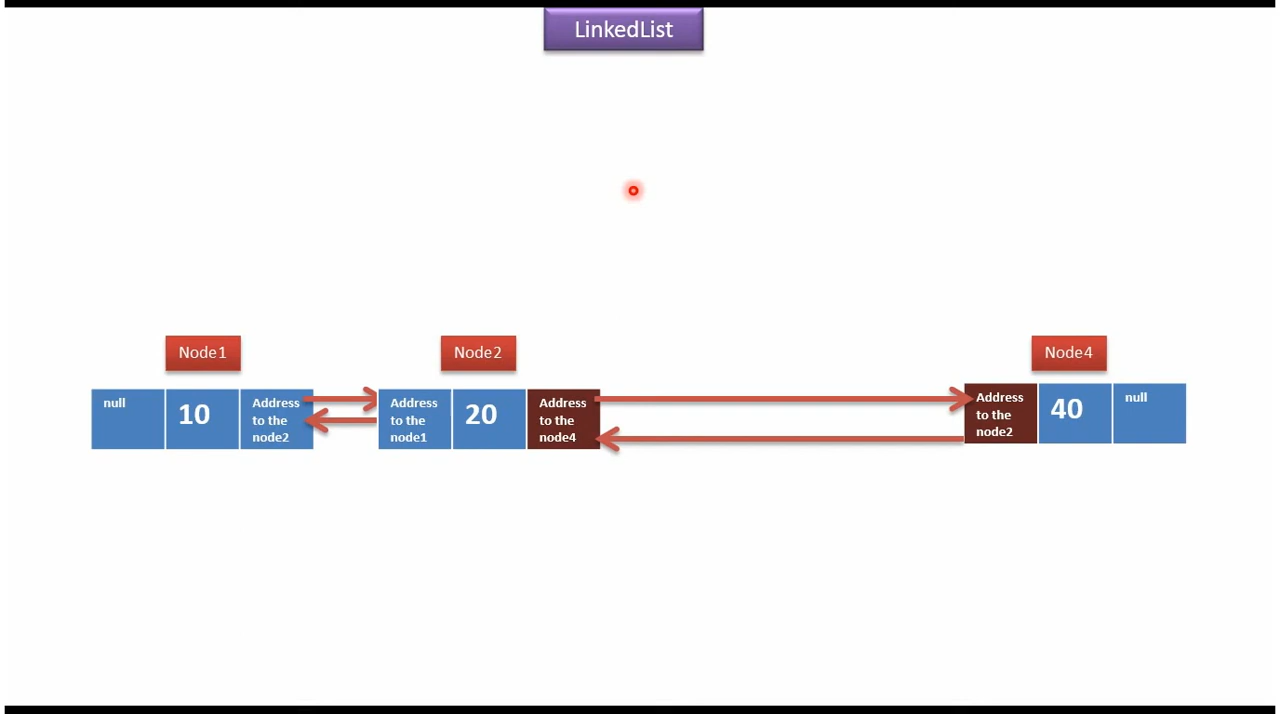 LinkedList
Node1
Node2
Node4
null
10
Address
to the
node2
Address
to the
node1
20
Address
to the
node4
Address
to the
node2
40
null